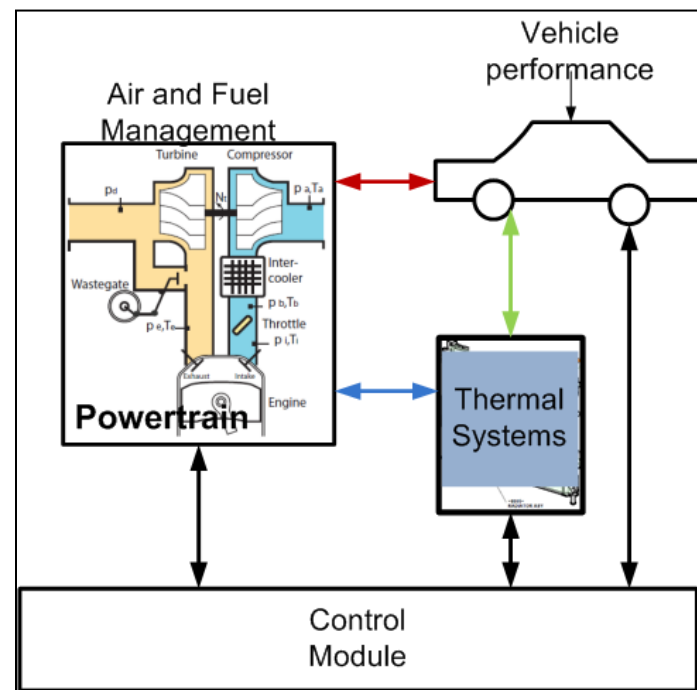 Vehicle
performance
Air and Fuel
Management
Turbine
Compressor
pd
Nt
p a,Ta
Inter-
cooler
Wastegate
p b,Tb
Throttle
p e,Te
p i,Ti
Exhaust
Intake
Engine
Powertrain
Thermal
Systems
Control
Module